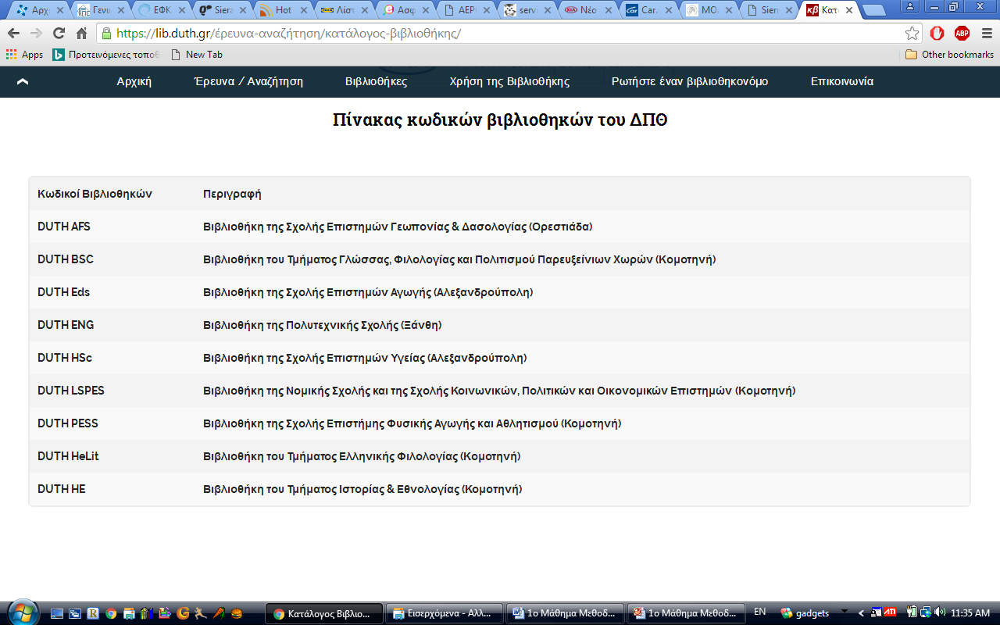 Αρχι
Γενι
ΕΦΚ
Siera
Hot
Λίστ
Ασφ
AEP
servi
Νέο
Car.
Sierr
Κατ
https://lib.duth.gr/έρευνα-αναζήτηση/κατάλογος-βιβλιοθήκης/
ABP
Apps
Προτεινόμενες τοποθ
New Tab
Other bookmarks
Αρχική Έρευνα / Αναζήτηση Βιβλιοθήκες Χρήση της Βιβλιοθήκης Ρωτήστε έναν βιβλιοθηκονόμο Επικοινωνία
Πίνακας κωδικών βιβλιοθηκών του ΔΠΘ
Κωδικοί Βιβλιοθηκών Περιγραφή
DUTH AFS Βιβλιοθήκη της Σχολής Επιστημών Γεωπονίας & Δασολογίας (Ορεστιάδα)
DUTH BSC Βιβλιοθήκη του Τμήματος Γλώσσας, Φιλολογίας και Πολιτισμού Παρευξείνιων Χωρών (Κομοτηνή)
DUTH Eds Βιβλιοθήκη της Σχολής Επιστημών Αγωγής (Αλεξανδρούπολη)
DUTH ENG Βιβλιοθήκη της Πολυτεχνικής Σχολής (Ξάνθη)
DUTH HSc Βιβλιοθήκη της Σχολής Επιστημών Υγείας (Αλεξανδρούπολη)
DUTH LSPES Βιβλιοθήκη της Νομικής Σχολής και της Σχολής Κοινωνικών, Πολιτικών και Οικονομικών Επιστημών (Κομοτηνή)
DUTH PESS Βιβλιοθήκη της Σχολής Επιστήμης Φυσικής Αγωγής και Αθλητισμού (Κομοτηνή)
DUTH HeLit Βιβλιοθήκη του Τμήματος Ελληνικής Φιλολογίας (Κομοτηνή)
DUTH HE Βιβλιοθήκη του Τμήματος Ιστορίας & Εθνολογίας (Κομοτηνή)
Κατάλογος Βιβλιο...
Εισερχόμενα - Αλλ...
1ο Μάθημα Μεθοδ...
1ο Μάθημα Μεθοδ...
EN
gadgets
ATI
11:35 AM